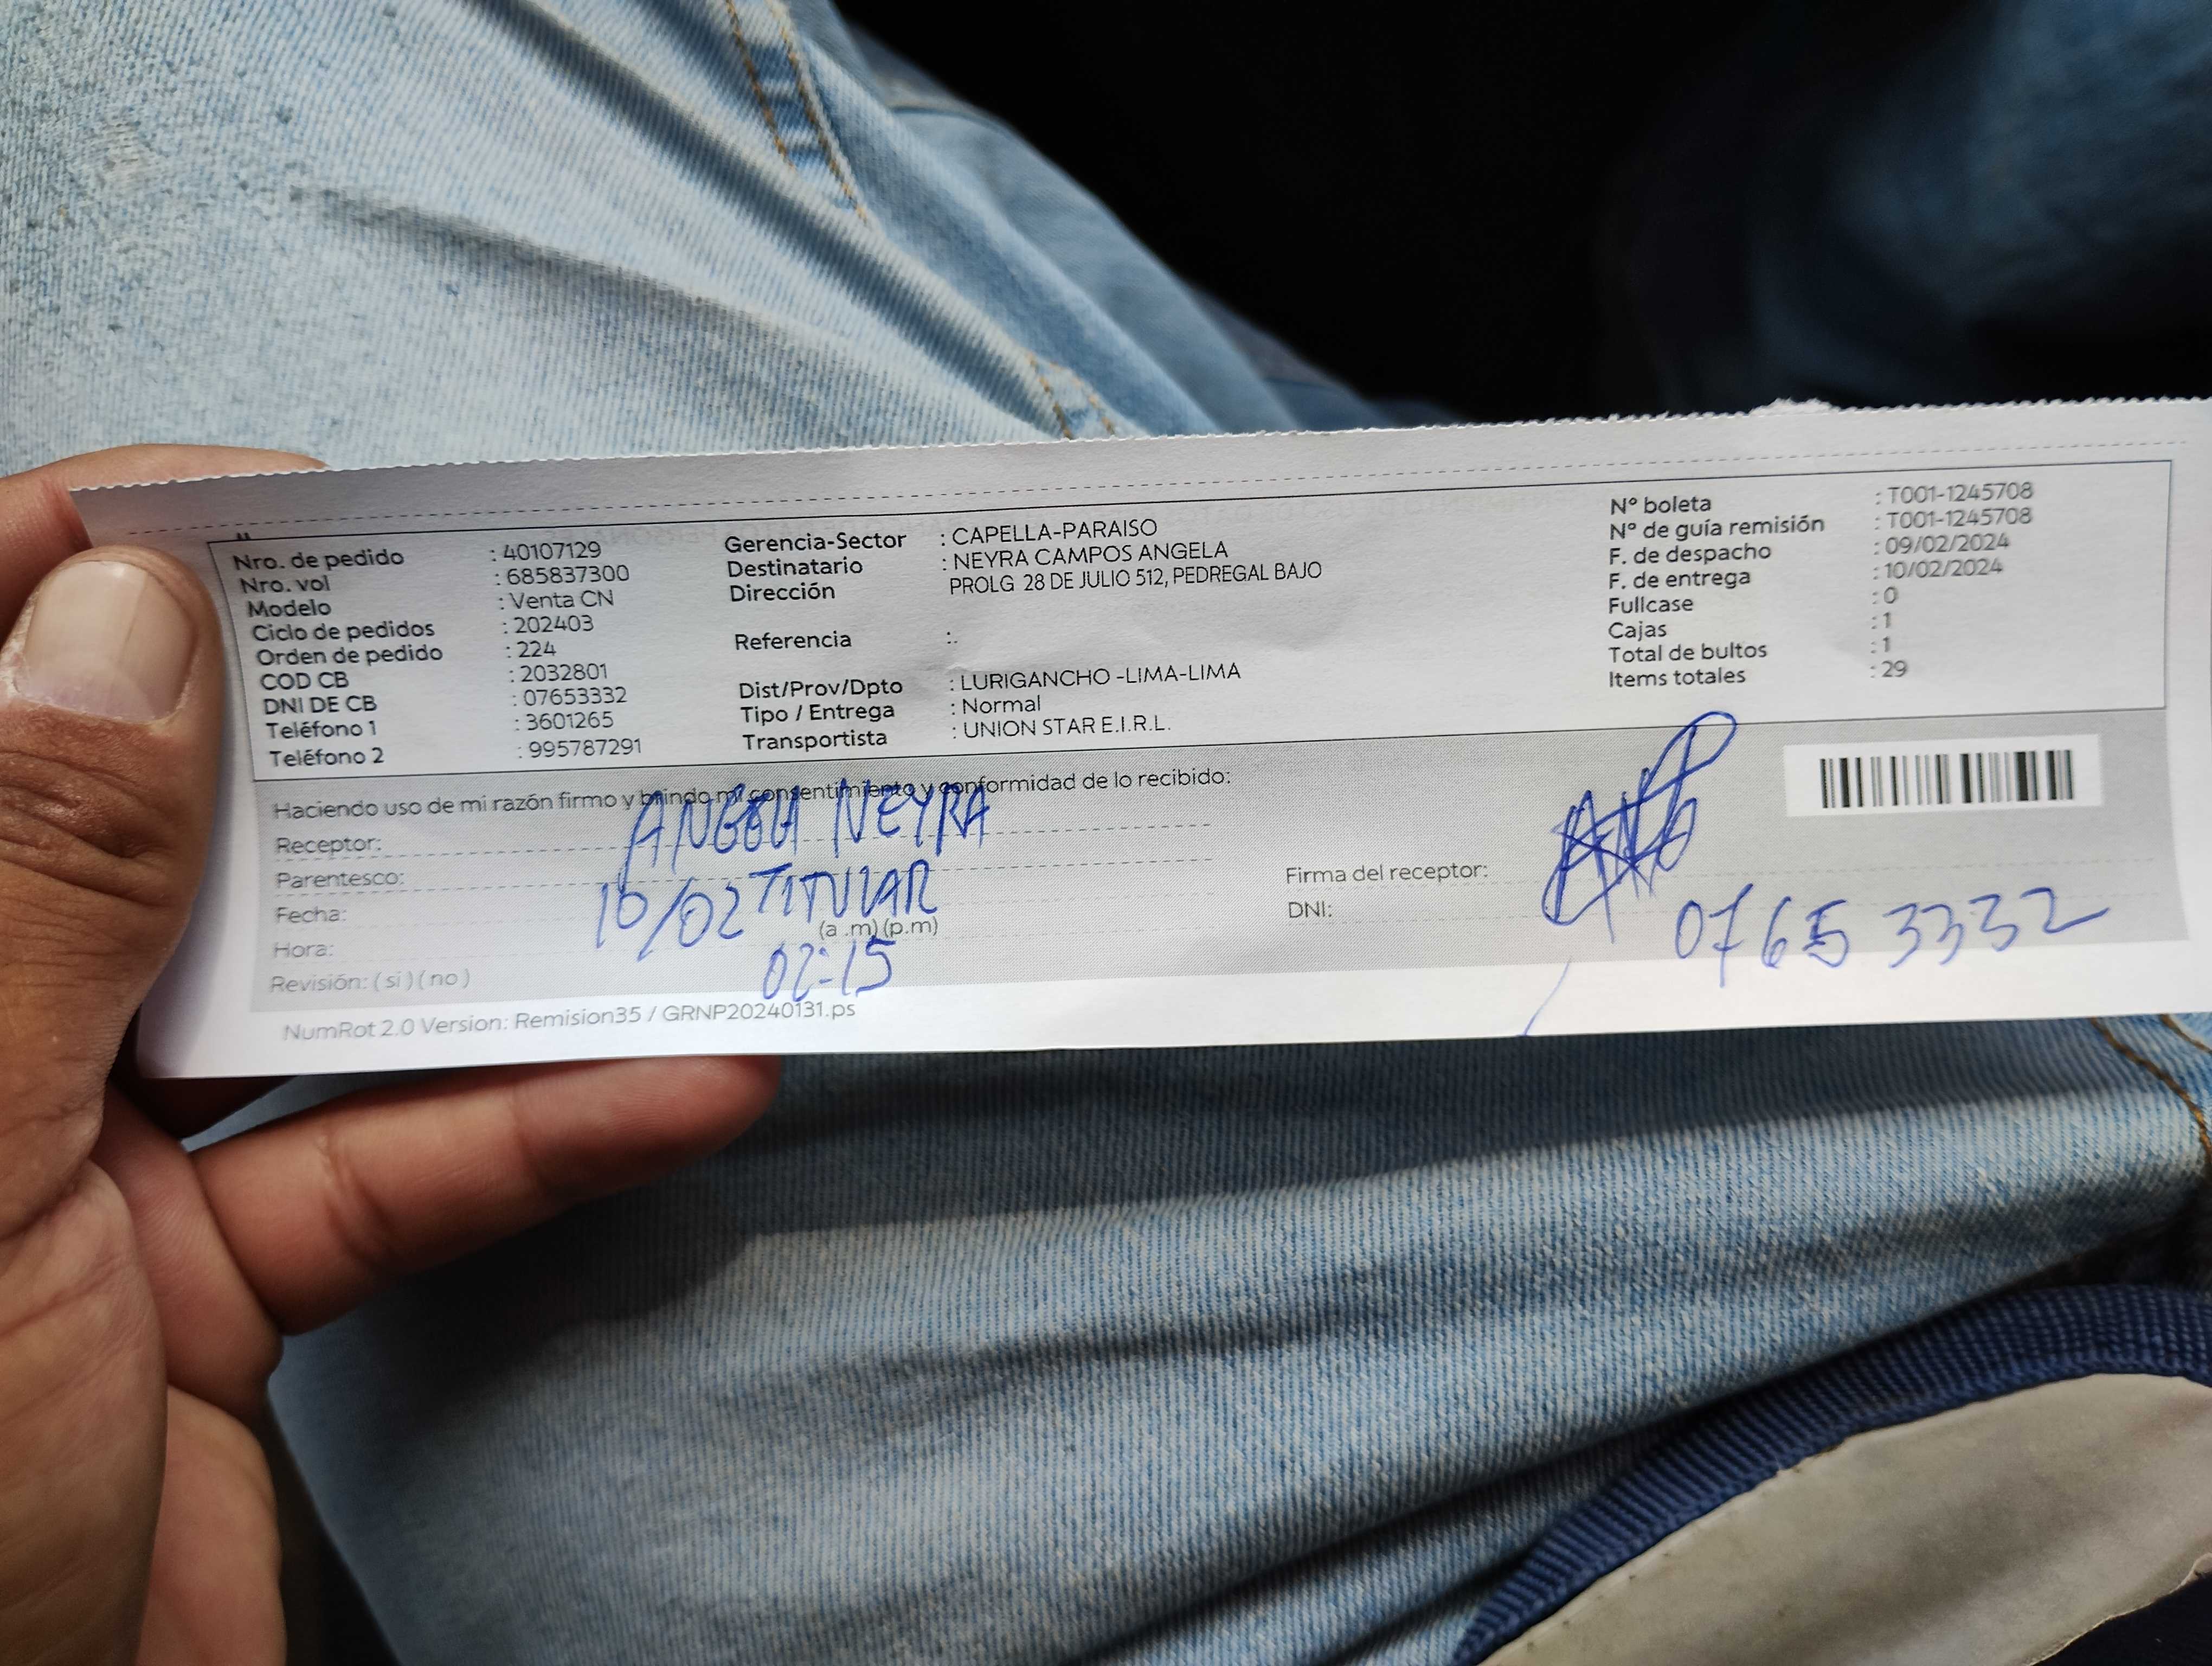 Nro. de pedido : 40107129
Nro. vol : 685837300
Modelo : Venta CN
Ciclo de pedidos : 202403
Orden de pedido : 224
COD CB : 2032801
DNI DE CB : 07653332
Teléfono 1 : 3601265
Teléfono 2 : 995787291
Gerencia-Sector : CAPELLA-PARAISO
Destinatario : NEYRA CAMPOS ANGELA
Dirección PROLG 28 DE JULIO 512, PEDREGAL BAJO
Referencia :.
Dist/Prov/Dpto : LURIGANCHO -LIMA-LIMA
Tipo / Entrega : Normal
Transportista : UNION STAR E.I.R.L.
Nº boleta : T001-1245708
Nº de guía remisión : T001-1245708
F. de despacho : 09/02/2024
F. de entrega : 10/02/2024
Fullcase : 0
Cajas : 1
Total de bultos : 1
Items totales : 29
Haciendo uso de mi razón firmo y brindo mi consentimiento y conformidad de lo recibido:
Receptor: ANGELA NEYRA
Parentesco: TITULAR
Fecha: 10/02
Hora: (a .m) (p.m) 02:15
Revisión: ( si ) ( no )
Firma del receptor:
DNI: 07653332
NumRot 2.0 Version: Remision35 / GRNP20240131.ps